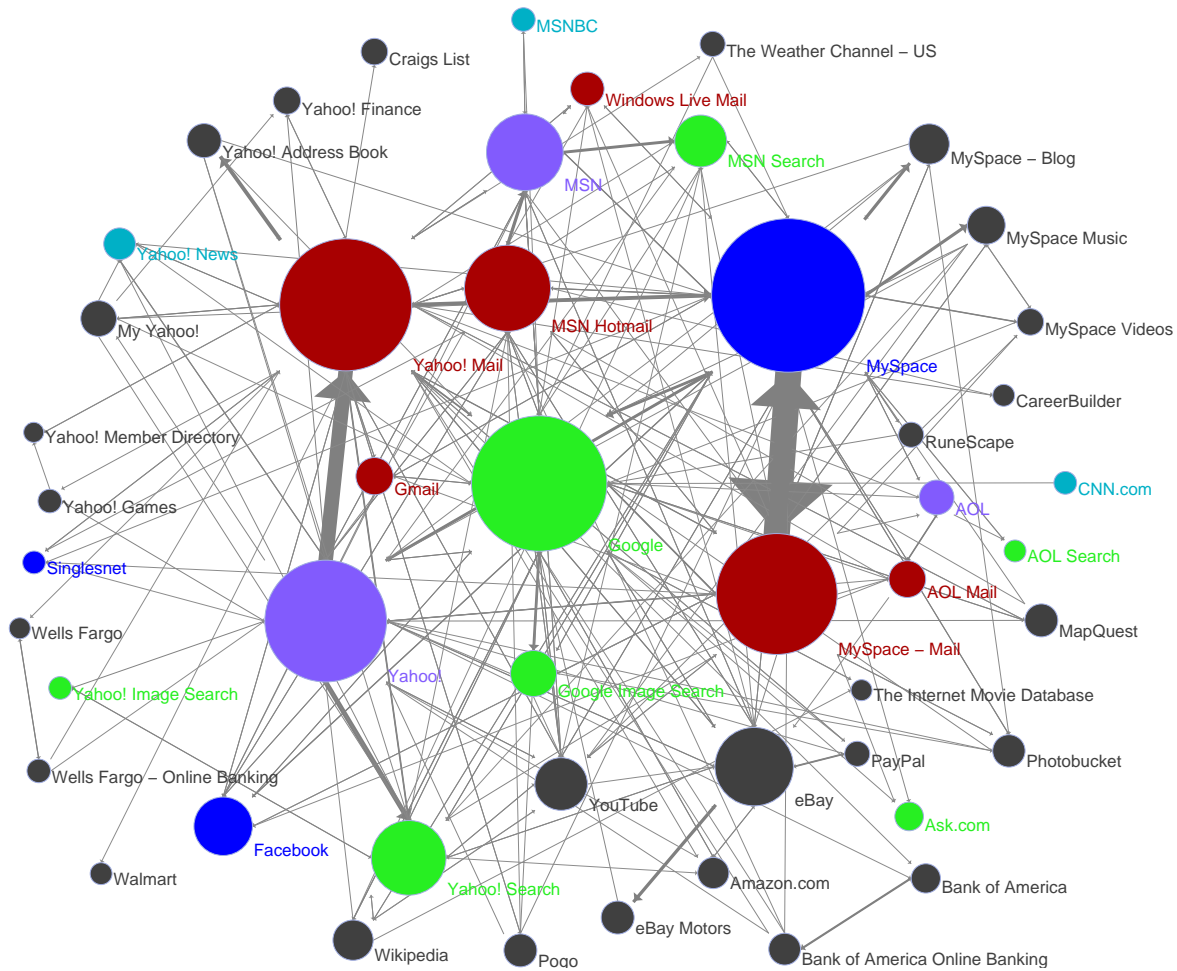 MSNBC
The Weather Channel – US
Craigs List
Windows Live Mail
Yahoo! Finance
Yahoo! Address Book
MSN Search
MySpace – Blog
MSN
MySpace Music
Yahoo! News
MSN Hotmail
My Yahoo!
MySpace Videos
Yahoo! Mail
MySpace
CareerBuilder
Yahoo! Member Directory
RuneScape
Gmail
CNN.com
Yahoo! Games
AOL
Google
AOL Search
Singlesnet
AOL Mail
Wells Fargo
MapQuest
MySpace – Mail
Yahoo!
Yahoo! Image Search
Google Image Search
The Internet Movie Database
Wells Fargo – Online Banking
PayPal
Photobucket
YouTube
eBay
Ask.com
Facebook
Walmart
Yahoo! Search
Amazon.com
Bank of America
eBay Motors
Wikipedia
Pogo
Bank of America Online Banking